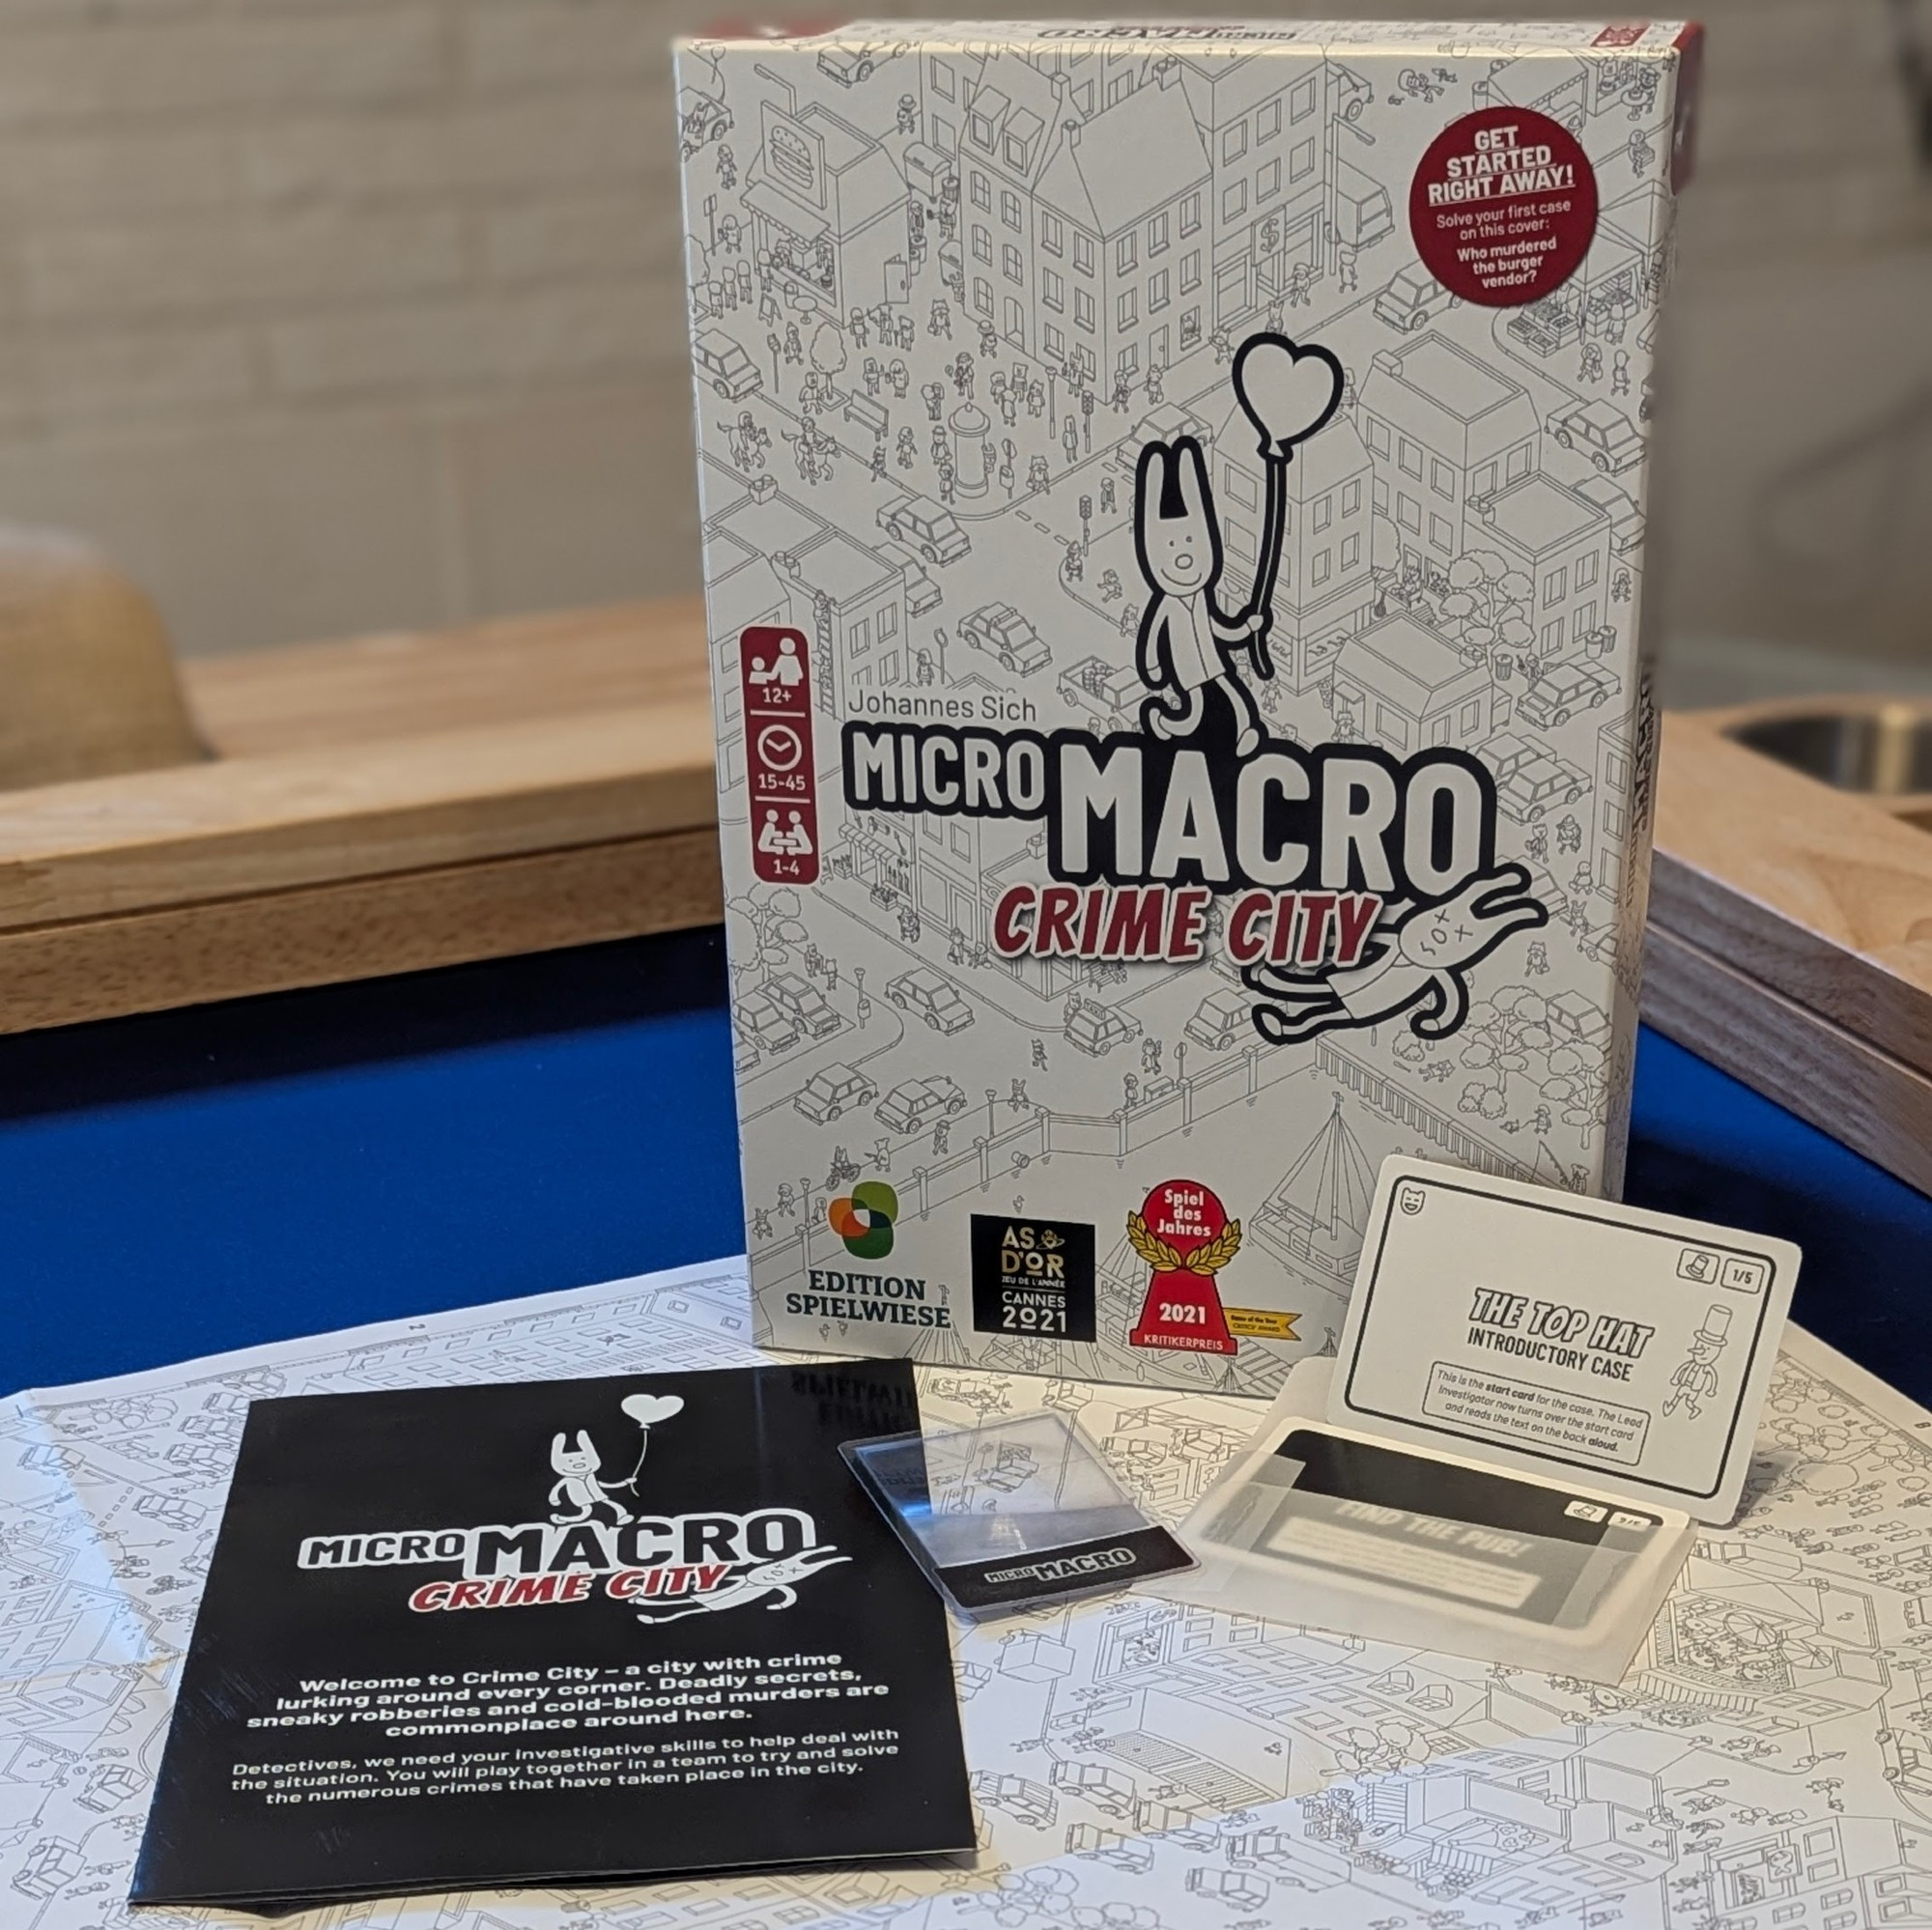 GET
STARTED
RIGHT AWAY!
Solve your first case
on this cover:
Who murdered
the burger
vendor?
12+
15-45
1-4
Johannes Sich
MICRO MACRO
CRIME CITY
EDITION
SPIELWIESE
AS
D'OR
JEU DE L'ANNÉE
CANNES
2021
Spiel
des
Jahres
2021
KRITIKERPREIS
1/5
THE TOP HAT
INTRODUCTORY CASE
This is the start card for the case. The Lead
Investigator now turns over the start card
and reads the text on the back aloud.
FIND THE PUB!
MICRO MACRO
MICRO MACRO
CRIME CITY
Welcome to Crime City – a city with crime
lurking around every corner. Deadly secrets,
sneaky robberies and cold-blooded murders are
commonplace around here.
Detectives, we need your investigative skills to help deal with
the situation. You will play together in a team to try and solve
the numerous crimes that have taken place in the city.